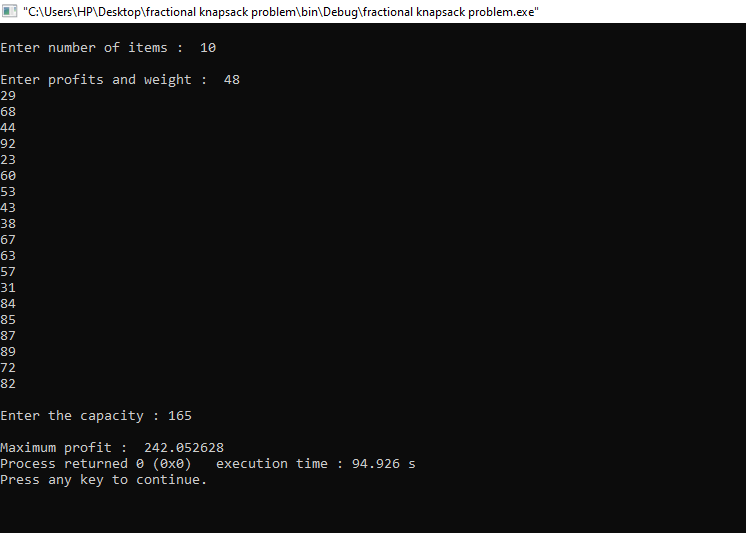 "C:\Users\HP\Desktop\fractional knapsack problem\bin\Debug\fractional knapsack problem.exe"
Enter number of items :  10
Enter profits and weight :  48
29
68
44
92
23
60
53
43
38
67
63
57
31
84
85
87
89
72
82
Enter the capacity : 165
Maximum profit :  242.052628
Process returned 0 (0x0)   execution time : 94.926 s
Press any key to continue.